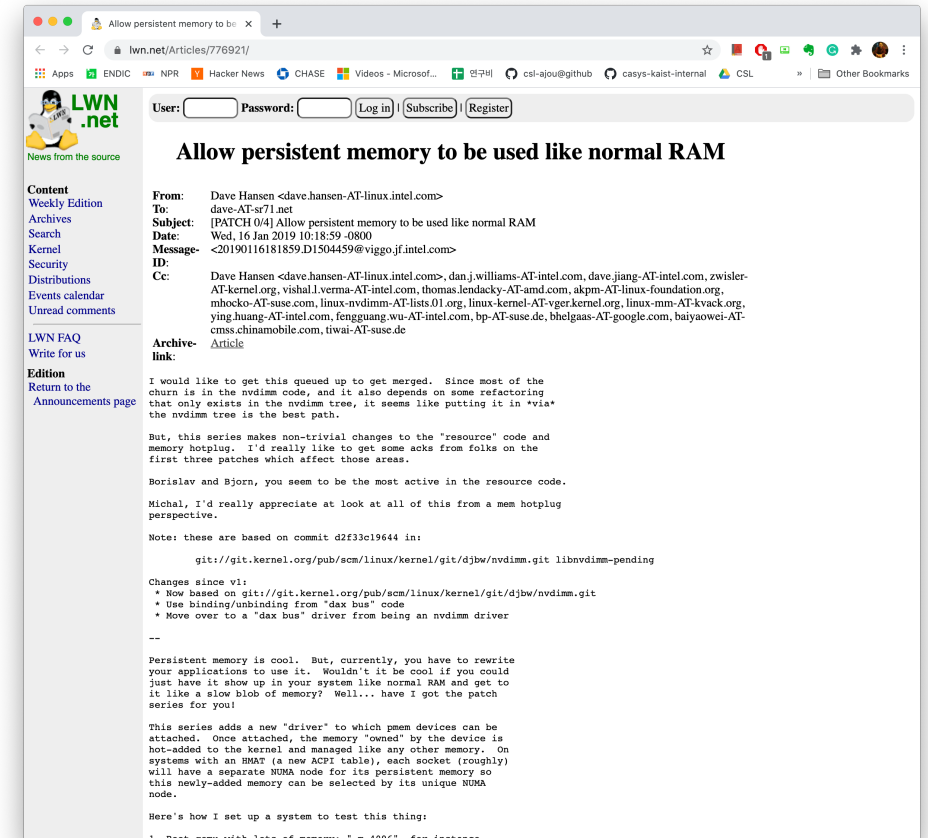 Allow persistent memory to be
lwn.net/Articles/776921/
Apps ENDIC NPR Hacker News CHASE Videos - Microsof... 연구비 csl-ajou@github casys-kaist-internal CSL » Other Bookmarks
LWN
.net
News from the source
User: Password: Log in | Subscribe | Register
Allow persistent memory to be used like normal RAM
Content
Weekly Edition
Archives
Search
Kernel
Security
Distributions
Events calendar
Unread comments
LWN FAQ
Write for us
Edition
Return to the
Announcements page
From: Dave Hansen <dave.hansen-AT-linux.intel.com>
To: dave-AT-sr71.net
Subject: [PATCH 0/4] Allow persistent memory to be used like normal RAM
Date: Wed, 16 Jan 2019 10:18:59 -0800
Message-ID: <20190116181859.D1504459@viggo.jf.intel.com>
Cc: Dave Hansen <dave.hansen-AT-linux.intel.com>, dan.j.williams-AT-intel.com, dave.jiang-AT-intel.com, zwisler-
AT-kernel.org, vishal.l.verma-AT-intel.com, thomas.lendacky-AT-amd.com, akpm-AT-linux-foundation.org,
mhocko-AT-suse.com, linux-nvdimm-AT-lists.01.org, linux-kernel-AT-vger.kernel.org, linux-mm-AT-kvack.org,
ying.huang-AT-intel.com, fengguang.wu-AT-intel.com, bp-AT-suse.de, bhelgaas-AT-google.com, baiyaowei-AT-
cmss.chinamobile.com, tiwai-AT-suse.de
Archive-link: Article
I would like to get this queued up to get merged. Since most of the
churn is in the nvdimm code, and it also depends on some refactoring
that only exists in the nvdimm tree, it seems like putting it in *via*
the nvdimm tree is the best path.
But, this series makes non-trivial changes to the "resource" code and
memory hotplug. I'd really like to get some acks from folks on the
first three patches which affect those areas.
Borislav and Bjorn, you seem to be the most active in the resource code.
Michal, I'd really appreciate at look at all of this from a mem hotplug
perspective.
Note: these are based on commit d2f33c19644 in:
git://git.kernel.org/pub/scm/linux/kernel/git/djbw/nvdimm.git libnvdimm-pending
Changes since v1:
* Now based on git://git.kernel.org/pub/scm/linux/kernel/git/djbw/nvdimm.git
* Use binding/unbinding from "dax bus" code
* Move over to a "dax bus" driver from being an nvdimm driver
--
Persistent memory is cool. But, currently, you have to rewrite
your applications to use it. Wouldn't it be cool if you could
just have it show up in your system like normal RAM and get to
it like a slow blob of memory? Well... have I got the patch
series for you!
This series adds a new "driver" to which pmem devices can be
attached. Once attached, the memory "owned" by the device is
hot-added to the kernel and managed like any other memory. On
systems with an HMAT (a new ACPI table), each socket (roughly)
will have a separate NUMA node for its persistent memory so
this newly-added memory can be selected by its unique NUMA
node.
Here's how I set up a system to test this thing: